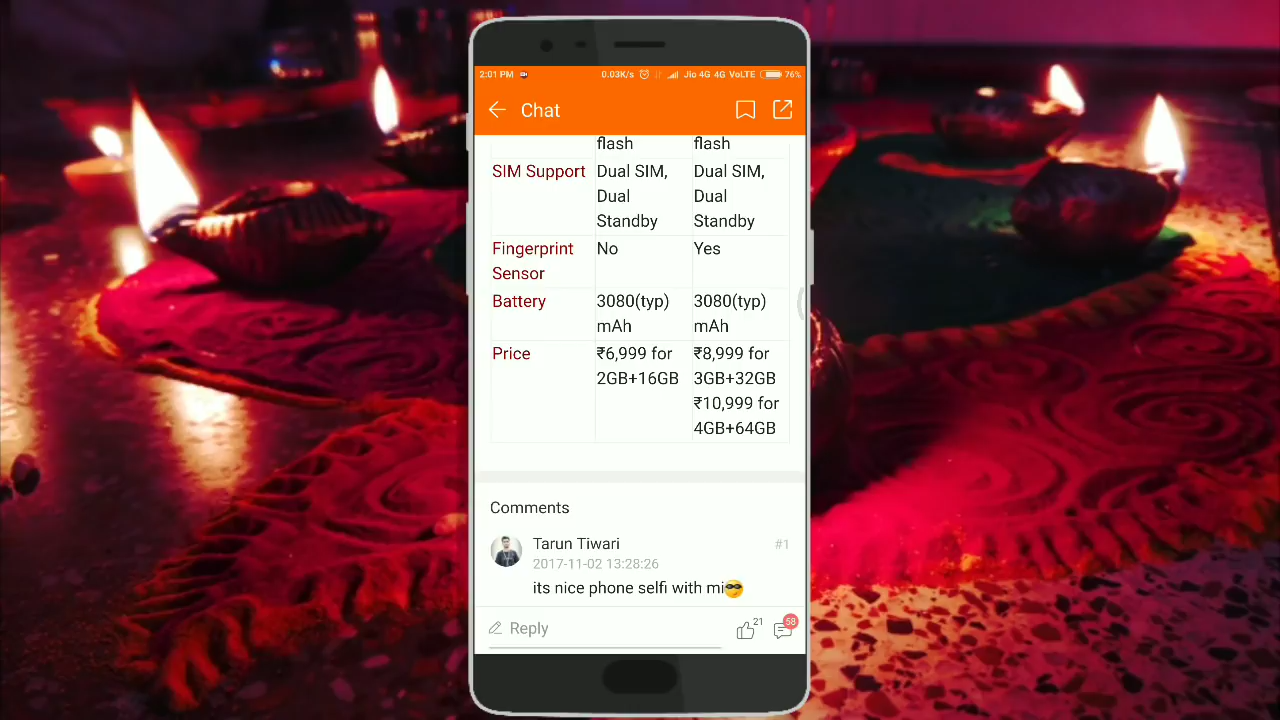 2:01 PM 0.03K/s Jio 4G 4G VoLTE 76%
Chat
flash flash
SIM Support Dual SIM, Dual SIM,
Dual Dual
Standby Standby
Fingerprint No Yes
Sensor
Battery 3080(typ) 3080(typ)
mAh mAh
Price ₹6,999 for ₹8,999 for
2GB+16GB 3GB+32GB
₹10,999 for
4GB+64GB
Comments
Tarun Tiwari #1
2017-11-02 13:28:26
its nice phone selfi with mi😎
Reply 21 58